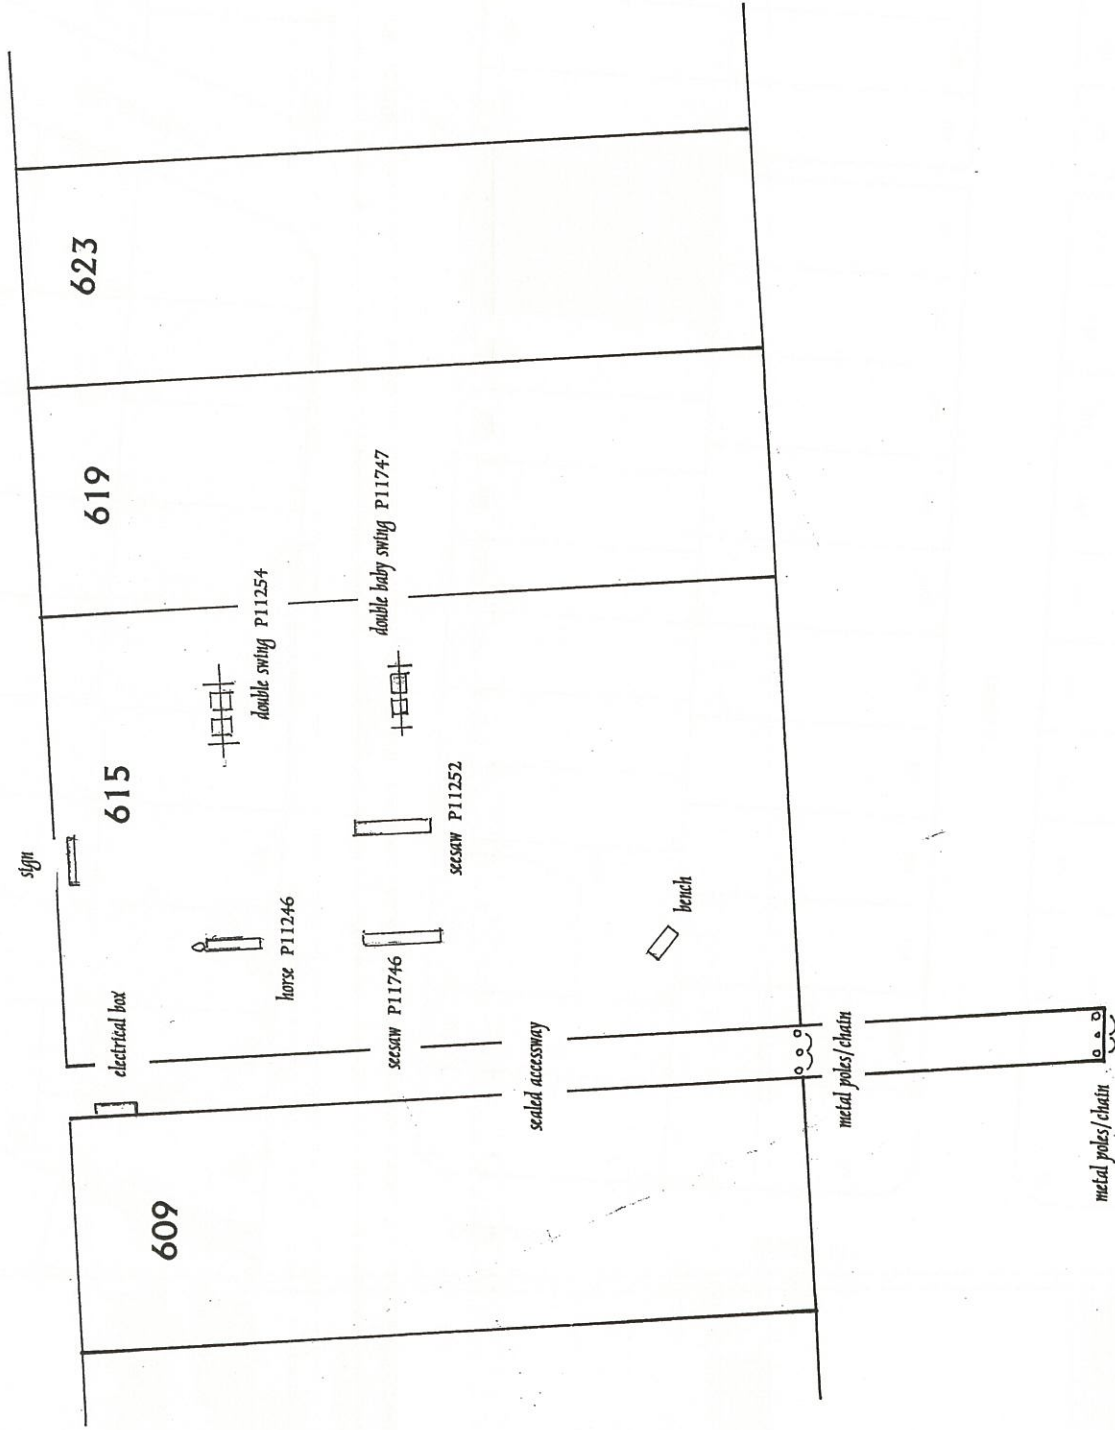 sign
609
electrical box
615
619
623
horse P11246
double swing P11254
seesaw P11746
seesaw P11252
double baby swing P11747
sealed accessway
bench
metal poles/chain
metal poles/chain